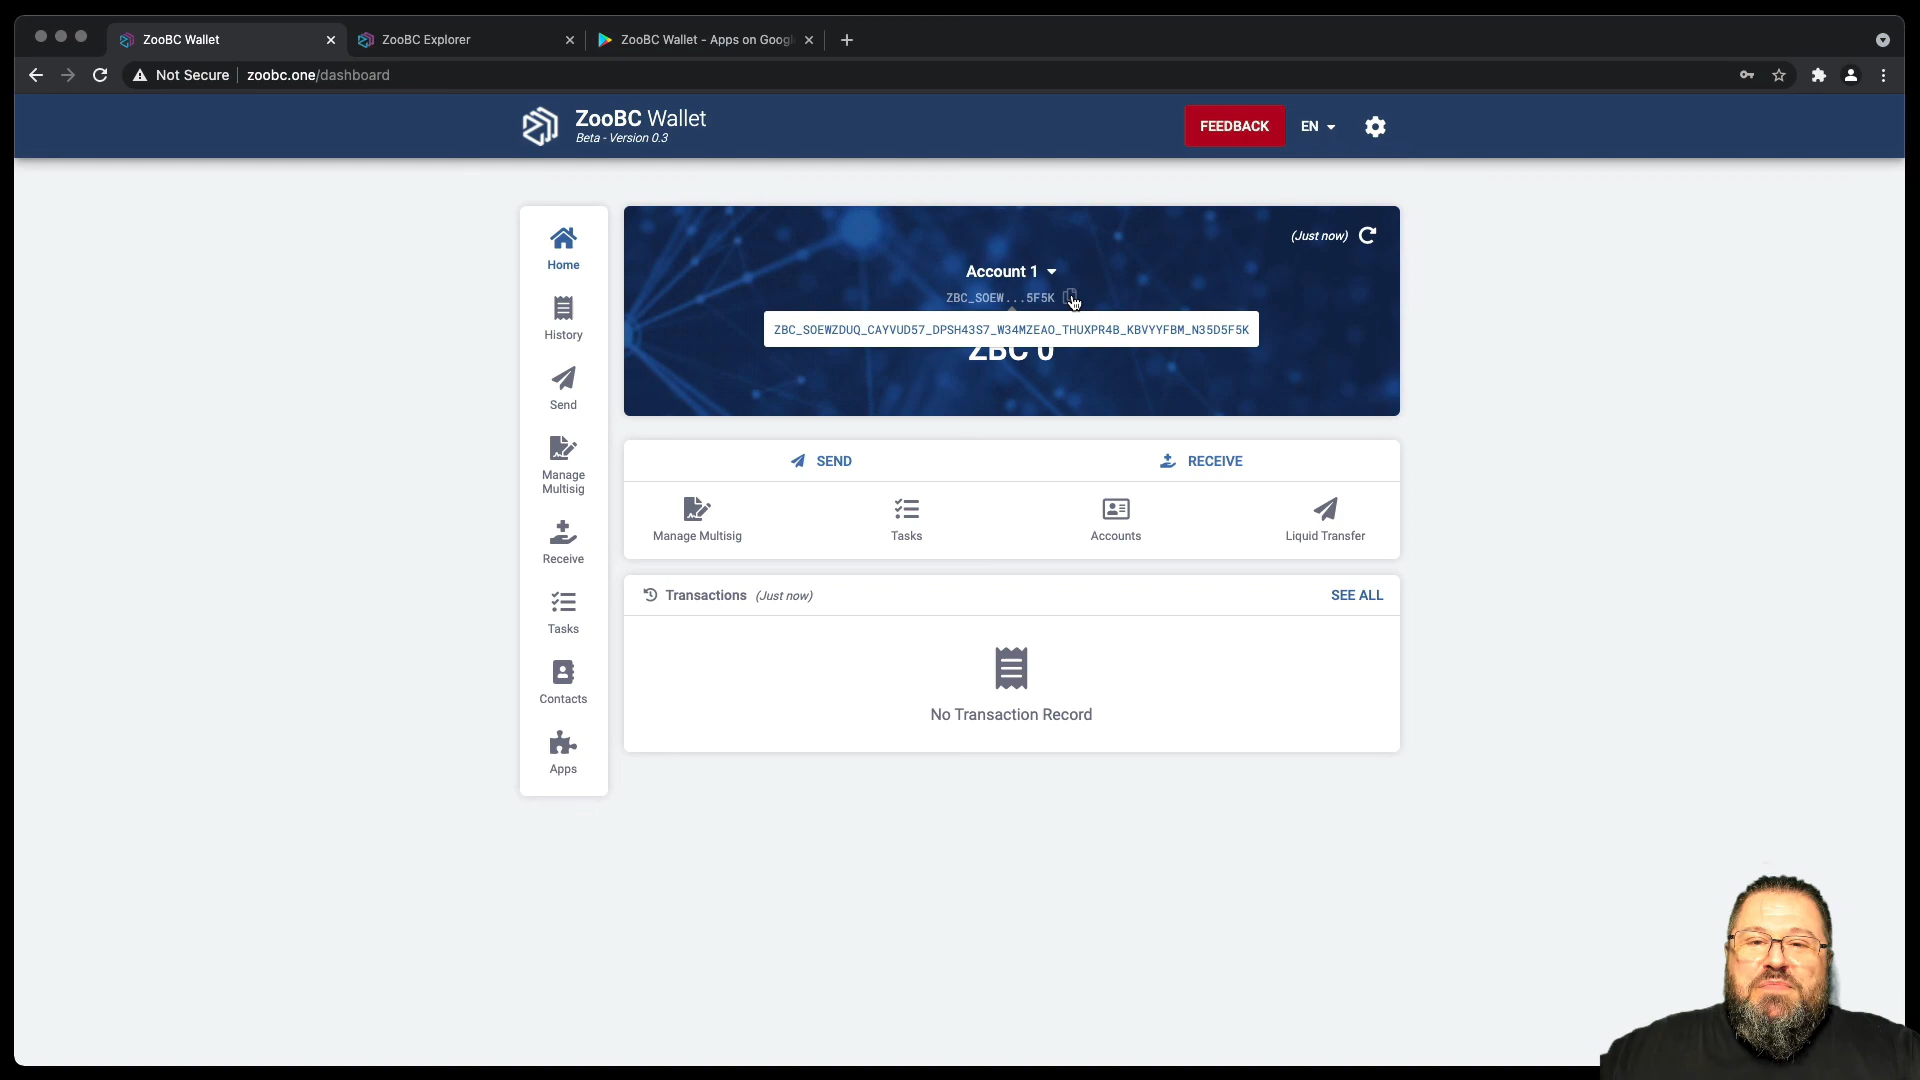 ZooBC Wallet
ZooBC Explorer
ZooBC Wallet - Apps on Googl
Not Secure
zoobc.one/dashboard
ZooBC Wallet
Beta - Version 0.3
FEEDBACK
EN
Home
History
Send
Manage
Multisig
Receive
Tasks
Contacts
Apps
(Just now)
Account 1
ZBC_SOEW...5F5K
ZBC_SOEWZDUQ_CAYVUD57_DPSH43S7_W34MZEAO_THUXPR4B_KBVYYFBM_N35D5F5K
ZBC 0
SEND
RECEIVE
Manage Multisig
Tasks
Accounts
Liquid Transfer
Transactions (Just now)
SEE ALL
No Transaction Record